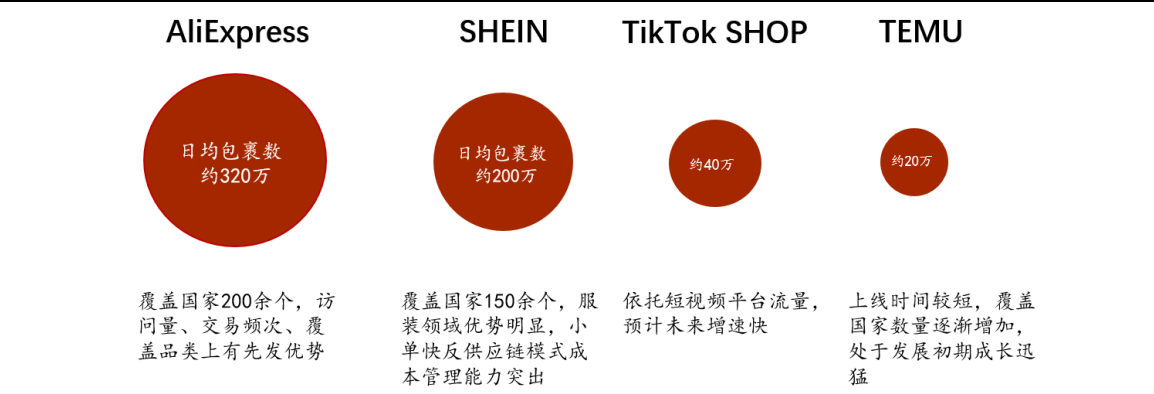 AliExpress
SHEIN
TikTok SHOP
TEMU
日均包裹数
约320万
日均包裹数
约200万
约40万
约20万
覆盖国家200余个，访
问量、交易频次、覆
盖品类上有先发优势
覆盖国家150余个，服
装领域优势明显，小
单快反供应链模式成
本管理能力突出
依托短视频平台流量，
预计未来增速快
上线时间较短，覆盖
国家数量逐渐增加，
处于发展初期成长迅
猛